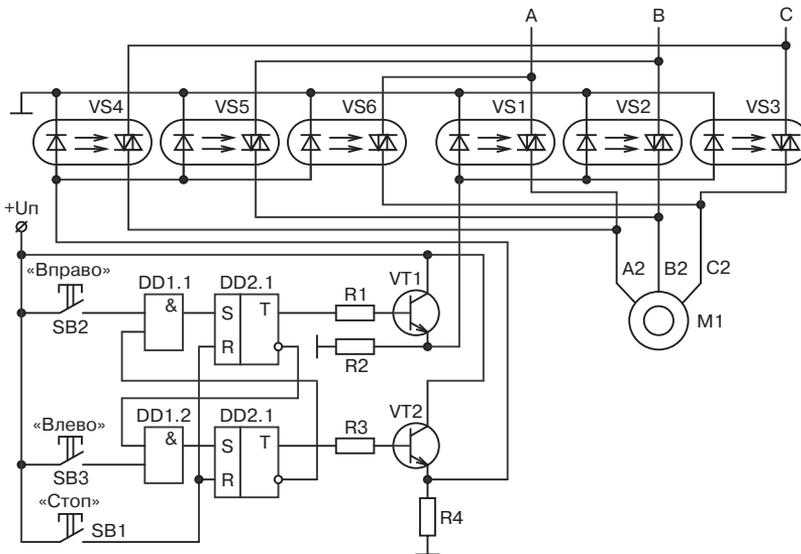 A B C
VS4 VS5 VS6 VS1 VS2 VS3
+Uп
«Вправо»
SB2
DD1.1
&
DD2.1
S T
R
R1
VT1
R2
A2 B2 C2
M1
«Влево»
SB3
DD1.2
&
DD2.1
S T
R
R3
VT2
«Стоп»
SB1
R4